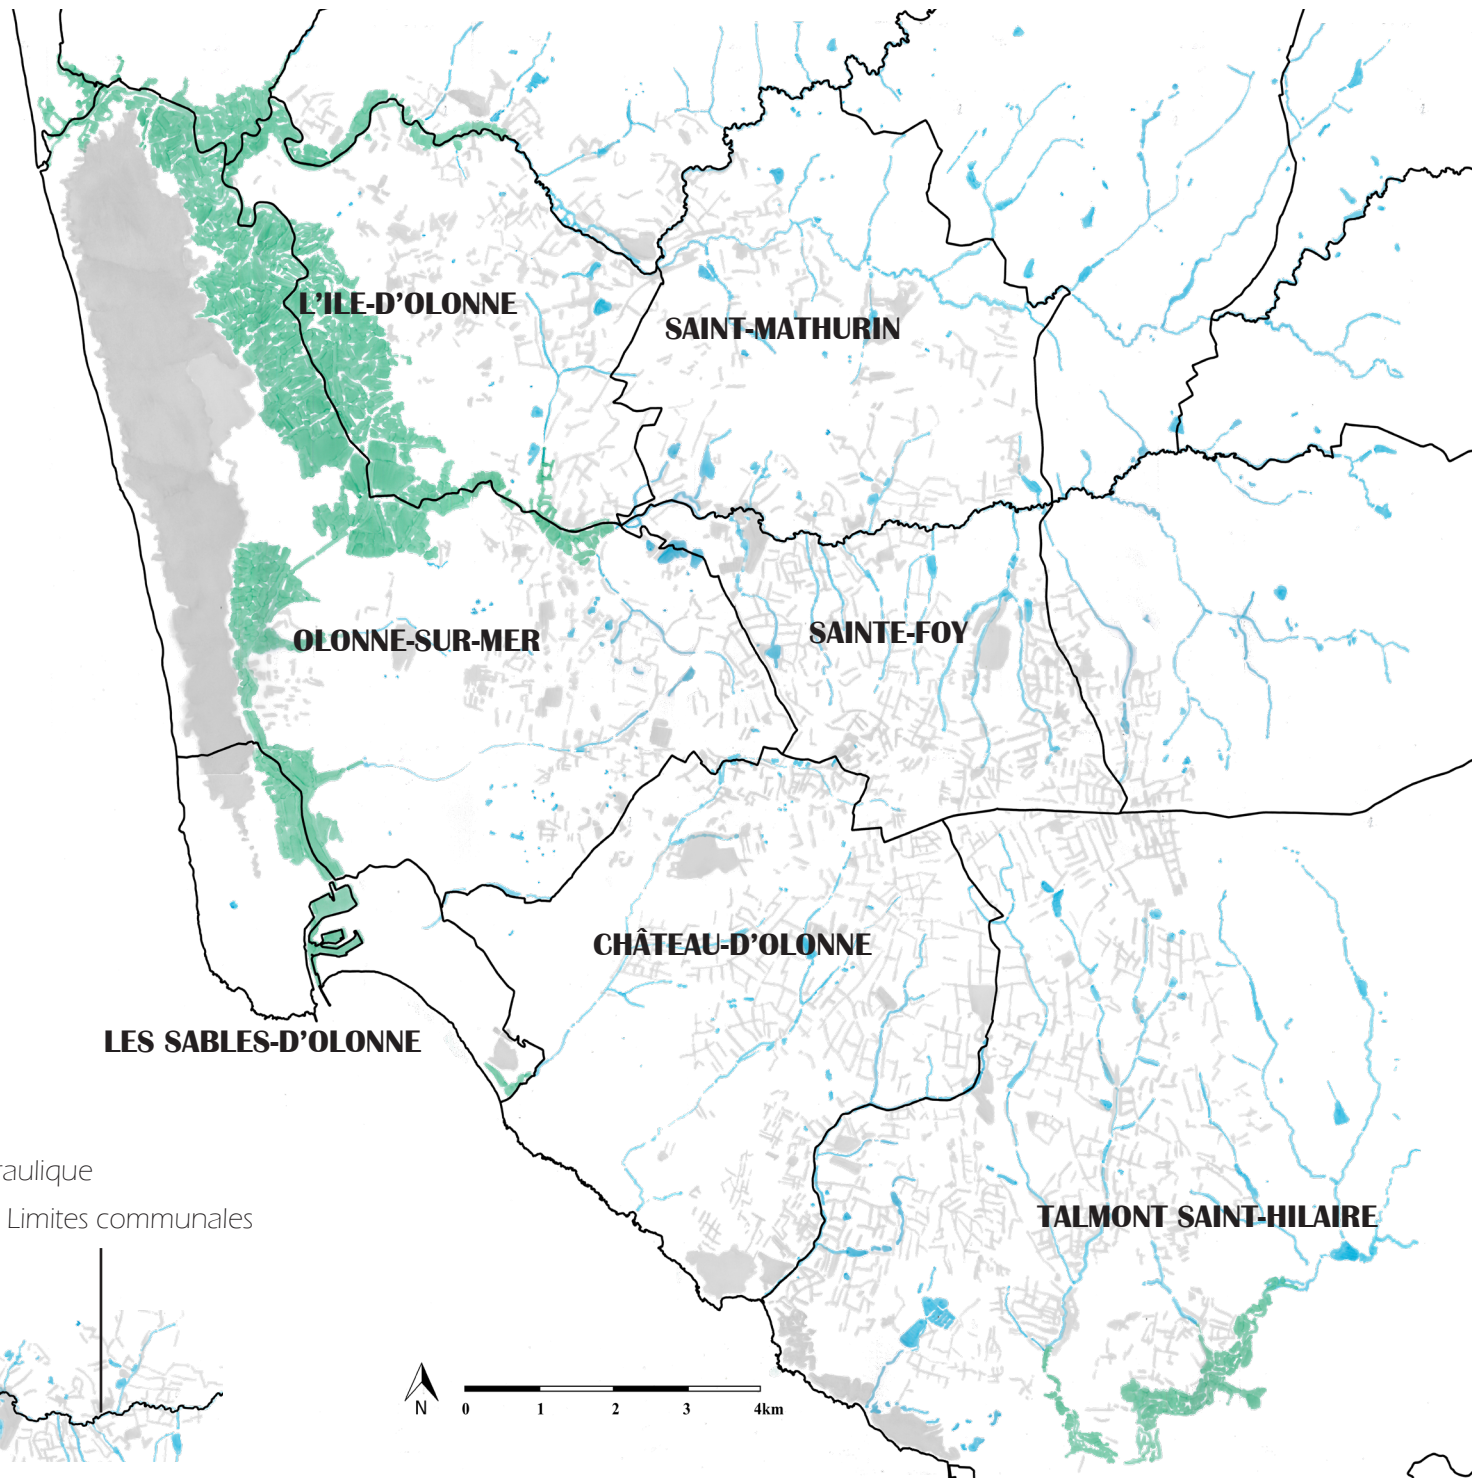 L'ILE-D'OLONNE
SAINT-MATHURIN
OLONNE-SUR-MER
SAINTE-FOY
CHÂTEAU-D'OLONNE
LES SABLES-D'OLONNE
raulique
Limites communales
TALMONT SAINT-HILAIRE
N
0 1 2 3 4km